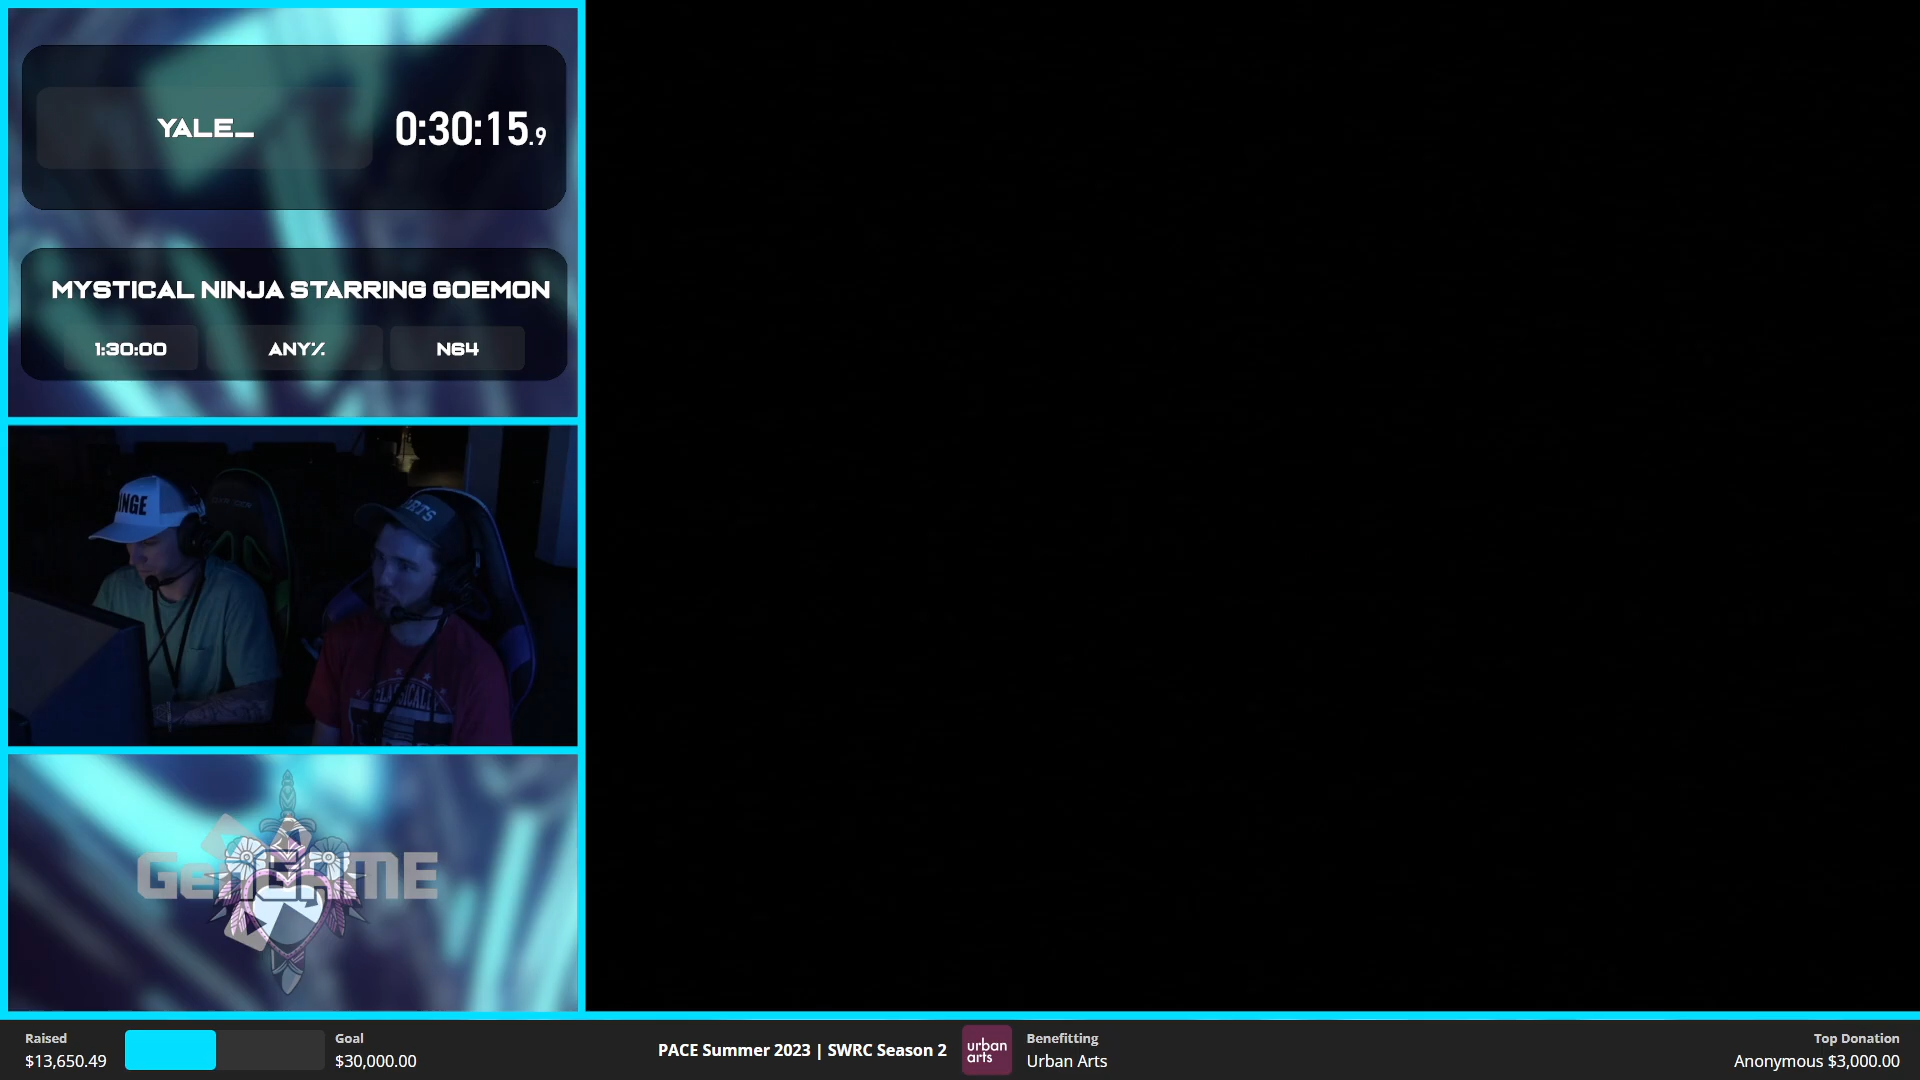 YALE_
0:30:15.9
MYSTICAL NINJA STARRING GOEMON
1:30:00
ANY%
N64
GenGAME
Raised
$13,650.49
Goal
$30,000.00
PACE Summer 2023 | SWRC Season 2
urban
arts
Benefitting
Urban Arts
Top Donation
Anonymous $3,000.00